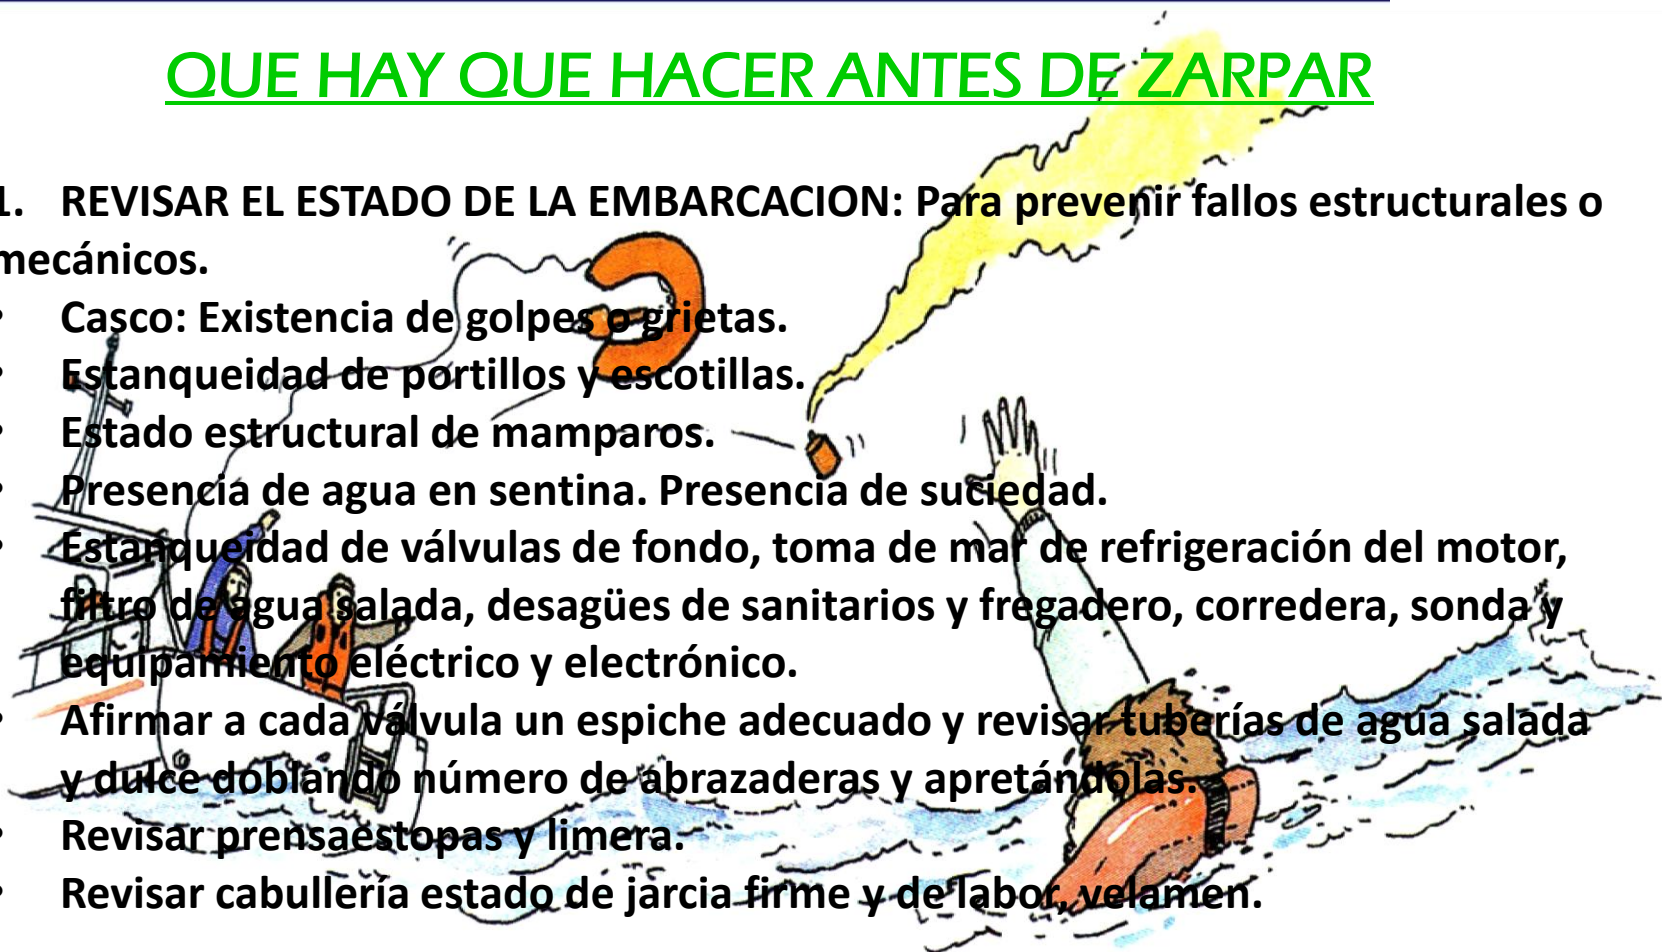 QUE HAY QUE HACER ANTES DE ZARPAR
1. REVISAR EL ESTADO DE LA EMBARCACION: Para prevenir fallos estructurales o
mecánicos.
• Casco: Existencia de golpes o grietas.
• Estanqueidad de portillos y escotillas.
• Estado estructural de mamparos.
• Presencia de agua en sentina. Presencia de suciedad.
• Estanqueidad de válvulas de fondo, toma de mar de refrigeración del motor,
filtro de agua salada, desagües de sanitarios y fregadero, corredera, sonda y
equipamiento eléctrico y electrónico.
• Afirmar a cada válvula un espiche adecuado y revisar tuberías de agua salada
y dulce doblando número de abrazaderas y apretándolas.
• Revisar prensaestopas y limera.
• Revisar cabullería estado de jarcia firme y de labor, velamen.